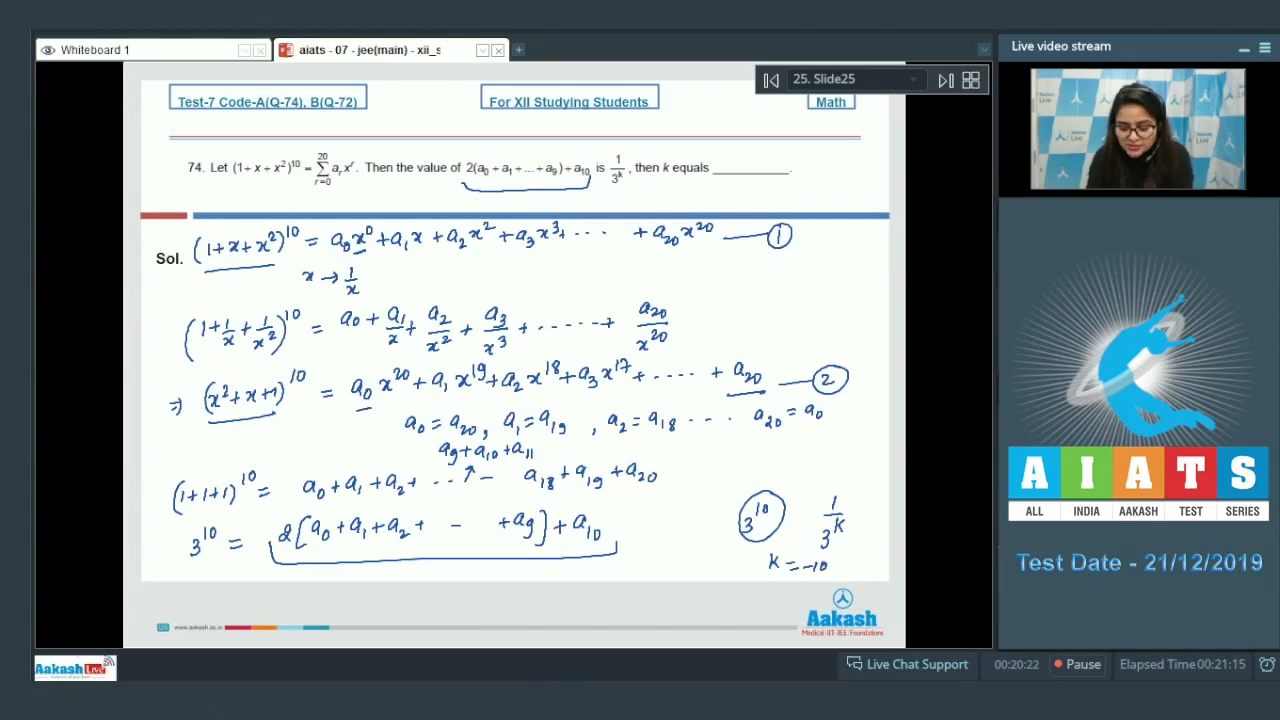 Whiteboard 1
aiats - 07 - jee(main) - xii_s
Live video stream
25. Slide25
Test-7 Code-A(Q-74), B(Q-72)
For XII Studying Students
Math
74. Let (1+ x + x²)¹⁰ = ∑_{r=0}^{20} aᵣ xʳ. Then the value of 2(a₀ + a₁ + ... + a₉) + a₁₀ is 1/3ᵏ, then k equals ___________.
Sol.
(1+x+x²)¹⁰ = a₀x⁰ + a₁x + a₂x² + a₃x³ + ... + a₂₀x²⁰ — ①
x → 1/x
(1 + 1/x + 1/x²)¹⁰ = a₀ + a₁/x + a₂/x² + a₃/x³ + ...... + a₂₀/x²⁰
⇒ (x²+x+1)¹⁰ = a₀x²⁰ + a₁x¹⁹ + a₂x¹⁸ + a₃x¹⁷ + .... + a₂₀ — ②
a₀ = a₂₀, a₁ = a₁₉, a₂ = a₁₈ ... a₂₀ = a₀
a₉ + a₁₀ + a₁₁
(1+1+1)¹⁰ = a₀ + a₁ + a₂ + .. ↑ – a₁₈ + a₁₉ + a₂₀
3¹⁰ = 2[a₀ + a₁ + a₂ + – + a₉] + a₁₀
3¹⁰ 1/3ᵏ
k = -10
www.aakash.ac.in
Aakash
Medical | IIT-JEE | Foundations
AIATS
ALL INDIA AAKASH TEST SERIES
Test Date - 21/12/2019
Aakash Live
Live Chat Support
00:20:22
Pause
Elapsed Time 00:21:15